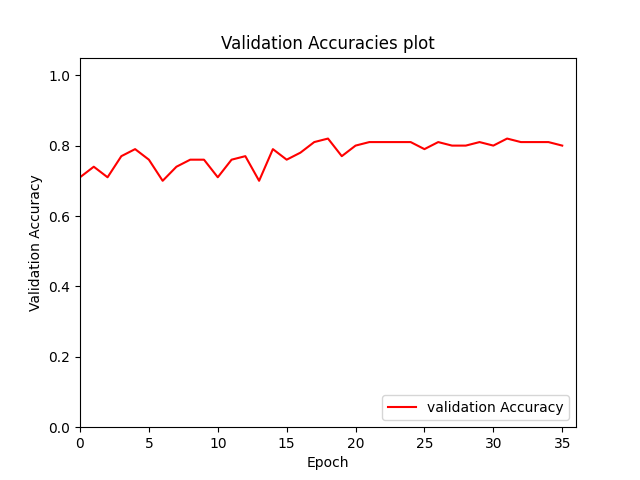 Validation Accuracies plot
1.0
0.8
0.6
0.4
0.2
0.0
Validation Accuracy
validation Accuracy
0 5 10 15 20 25 30 35
Epoch